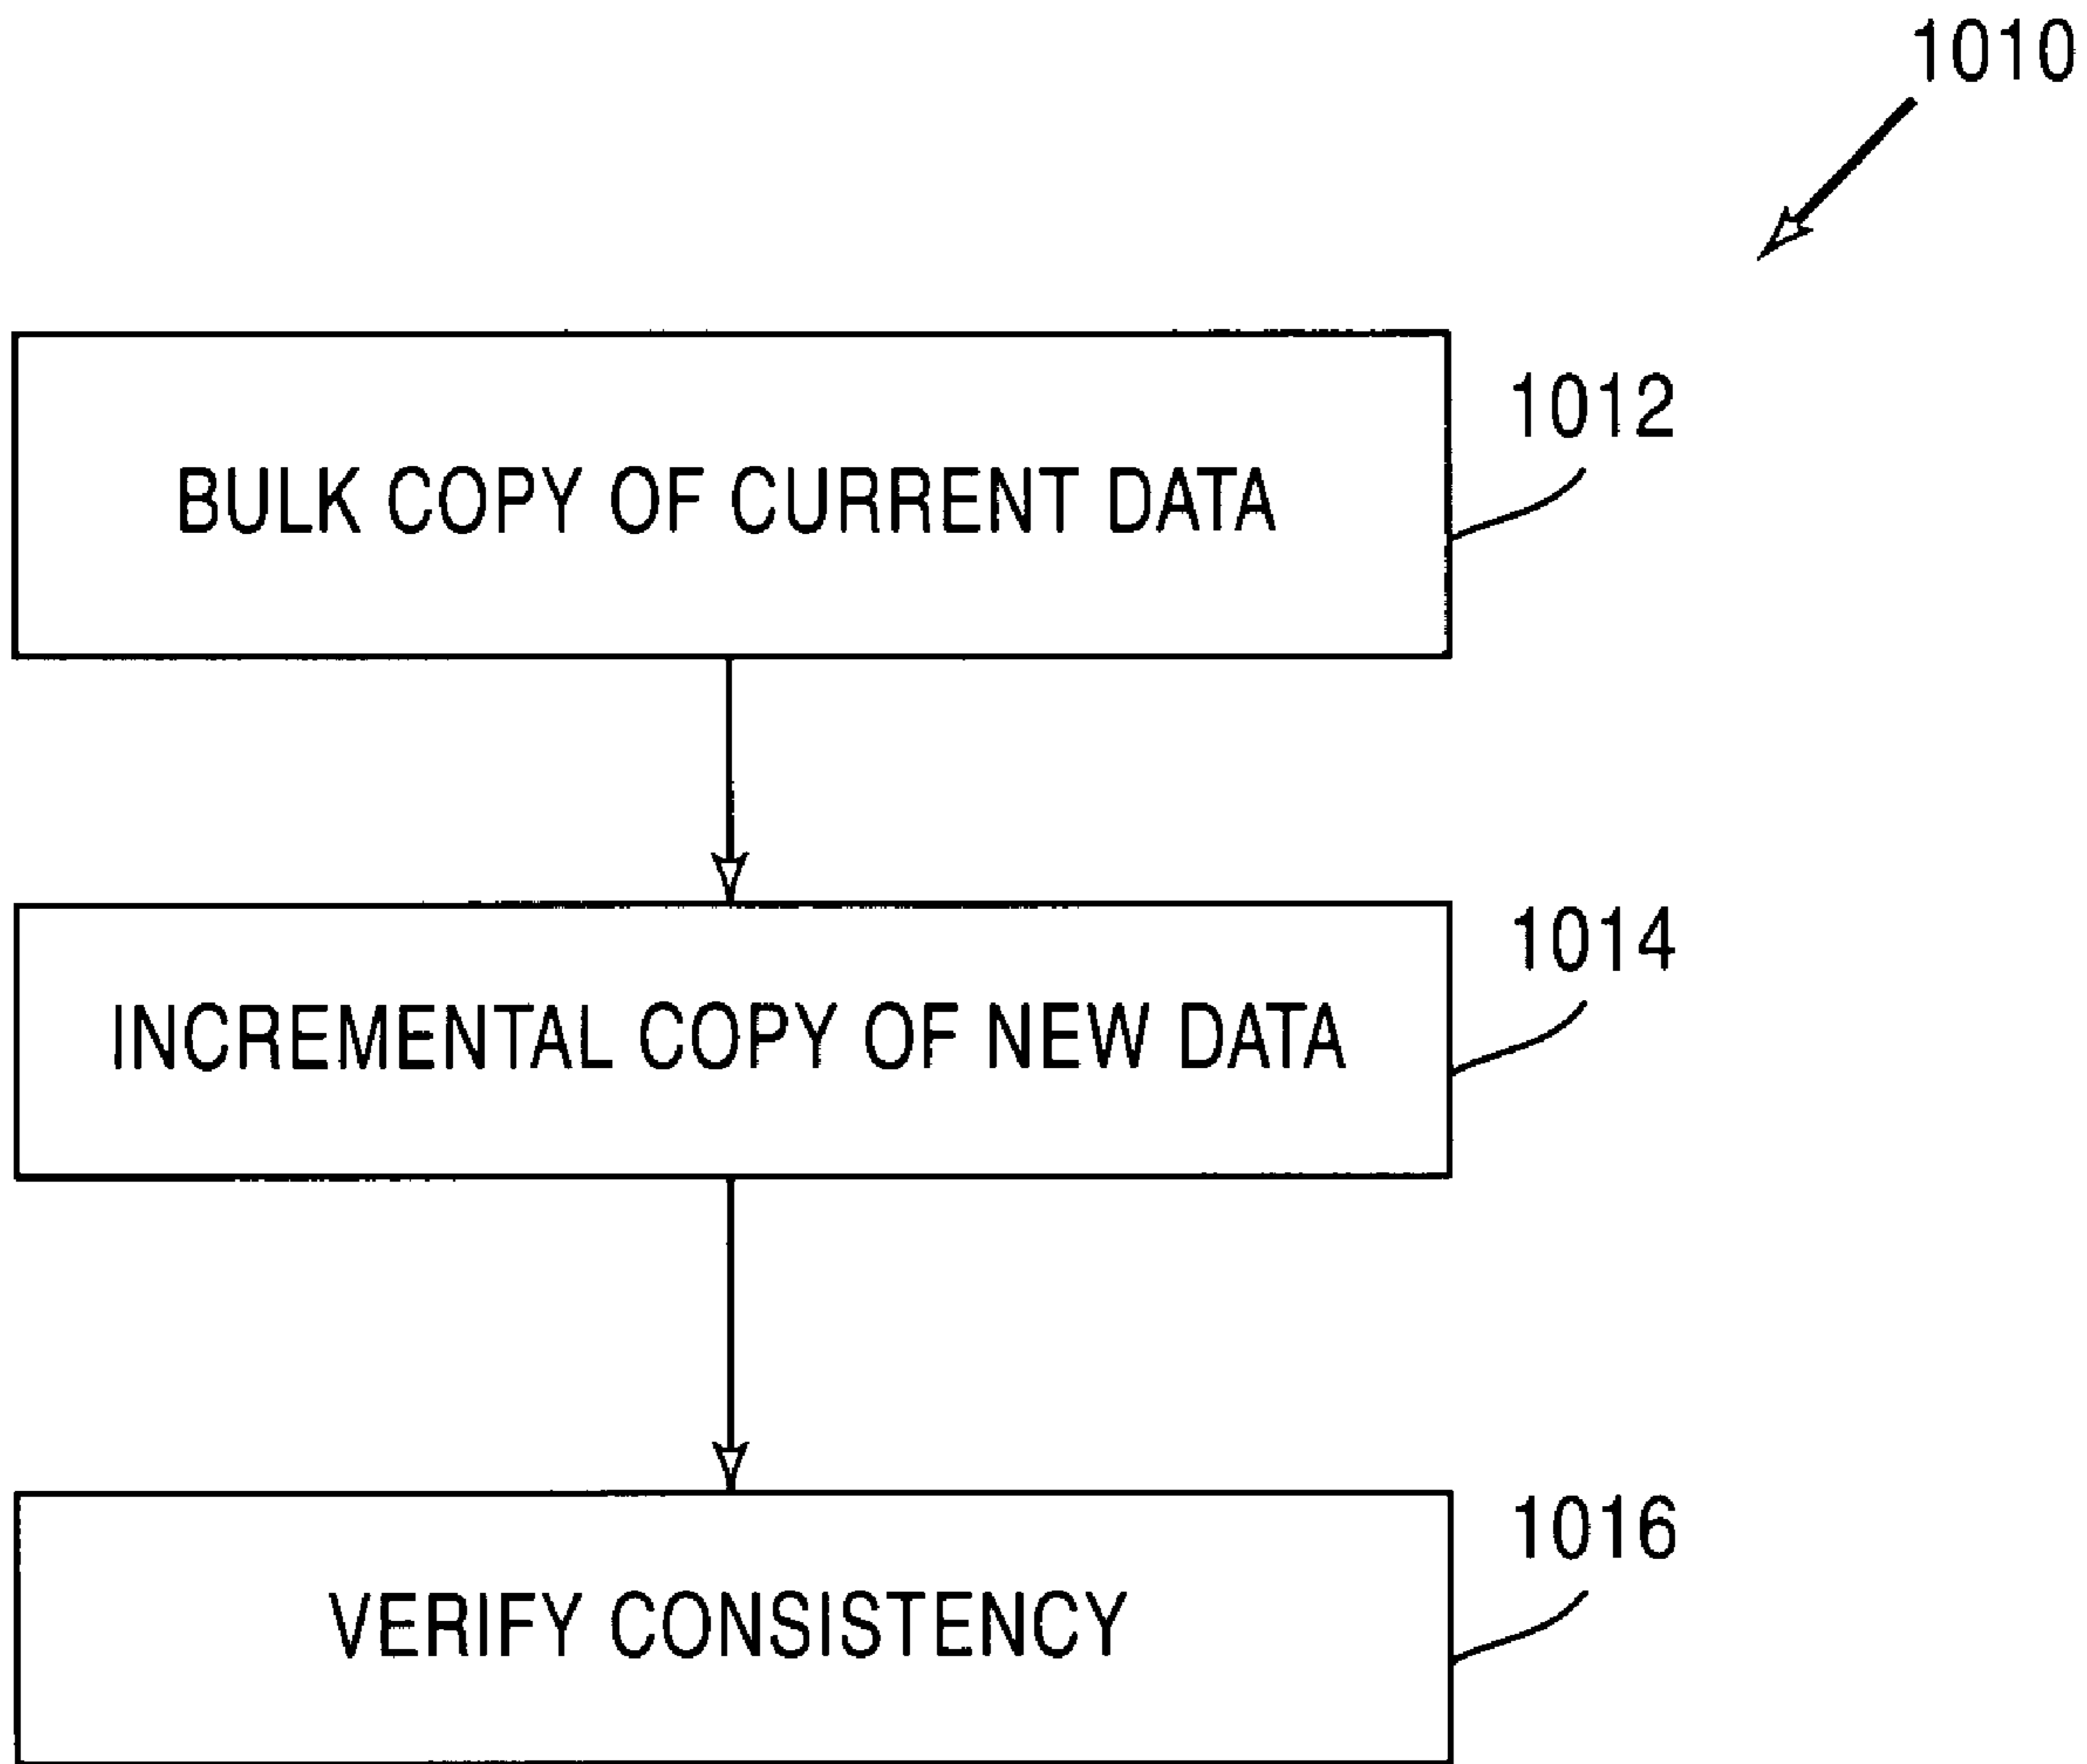 1010
1012
BULK COPY OF CURRENT DATA
1014
INCREMENTAL COPY OF NEW DATA
1016
VERIFY CONSISTENCY